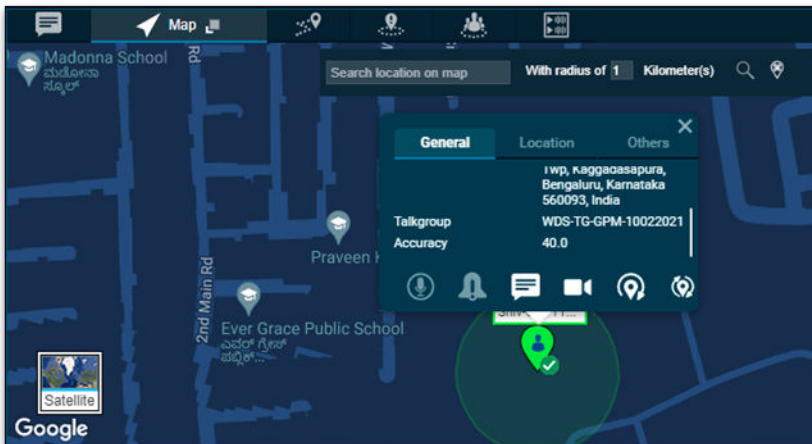 Map
Madonna School
ಮಡೋನಾ
ಸ್ಕೂಲ್
Rd
Search location on map
With radius of 1 Kilometer(s)
General
Location
Others
Twp, Kaggadasapura,
Bengaluru, Karnataka
560093, India
Talkgroup WDS-TG-GPM-10022021
Accuracy 40.0
Praveen
2nd Main Rd
Ever Grace Public School
ಎವರ್ ಗ್ರೇಸ್
ಪಬ್ಲಿಕ್...
Satellite
Google